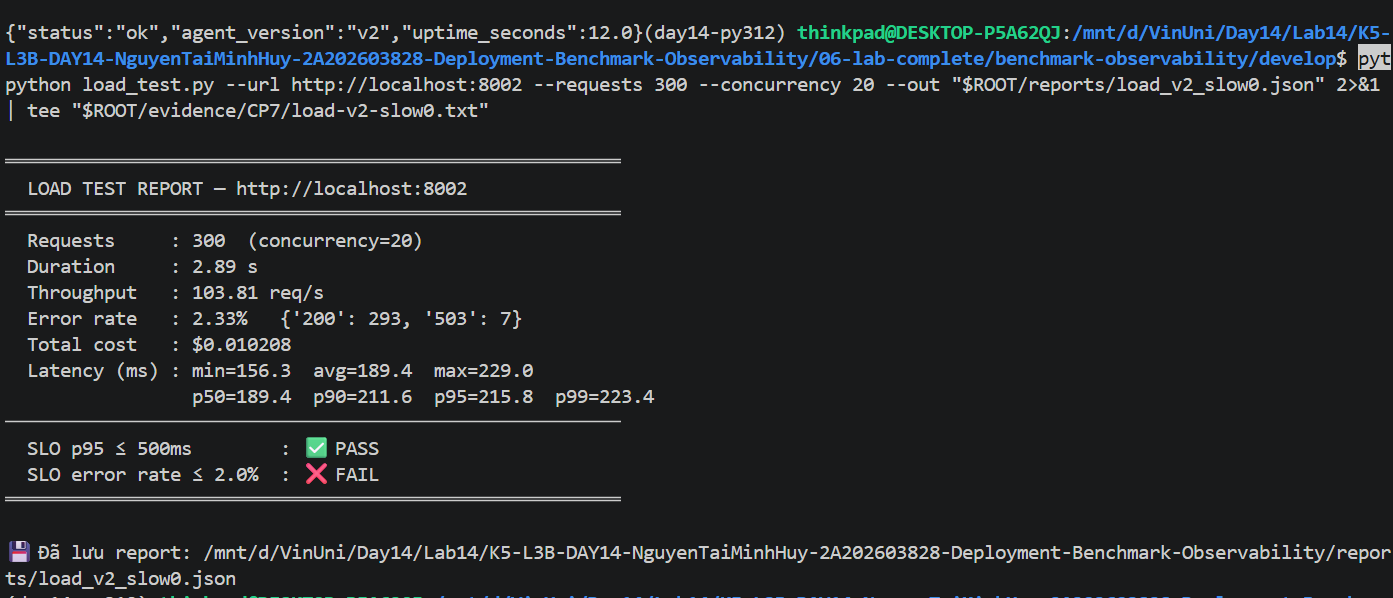 {"status":"ok","agent_version":"v2","uptime_seconds":12.0}(day14-py312) thinkpad@DESKTOP-P5A62QJ:/mnt/d/VinUni/Day14/Lab14/K5-
L3B-DAY14-NguyenTaiMinhHuy-2A202603828-Deployment-Benchmark-Observability/06-lab-complete/benchmark-observability/develop$ pyt
python load_test.py --url http://localhost:8002 --requests 300 --concurrency 20 --out "$ROOT/reports/load_v2_slow0.json" 2>&1
| tee "$ROOT/evidence/CP7/load-v2-slow0.txt"
LOAD TEST REPORT — http://localhost:8002
Requests : 300 (concurrency=20)
Duration : 2.89 s
Throughput : 103.81 req/s
Error rate : 2.33% {'200': 293, '503': 7}
Total cost : $0.010208
Latency (ms) : min=156.3 avg=189.4 max=229.0
p50=189.4 p90=211.6 p95=215.8 p99=223.4
SLO p95 ≤ 500ms : ✅ PASS
SLO error rate ≤ 2.0% : ❌ FAIL
💾 Đã lưu report: /mnt/d/VinUni/Day14/Lab14/K5-L3B-DAY14-NguyenTaiMinhHuy-2A202603828-Deployment-Benchmark-Observability/repor
ts/load_v2_slow0.json